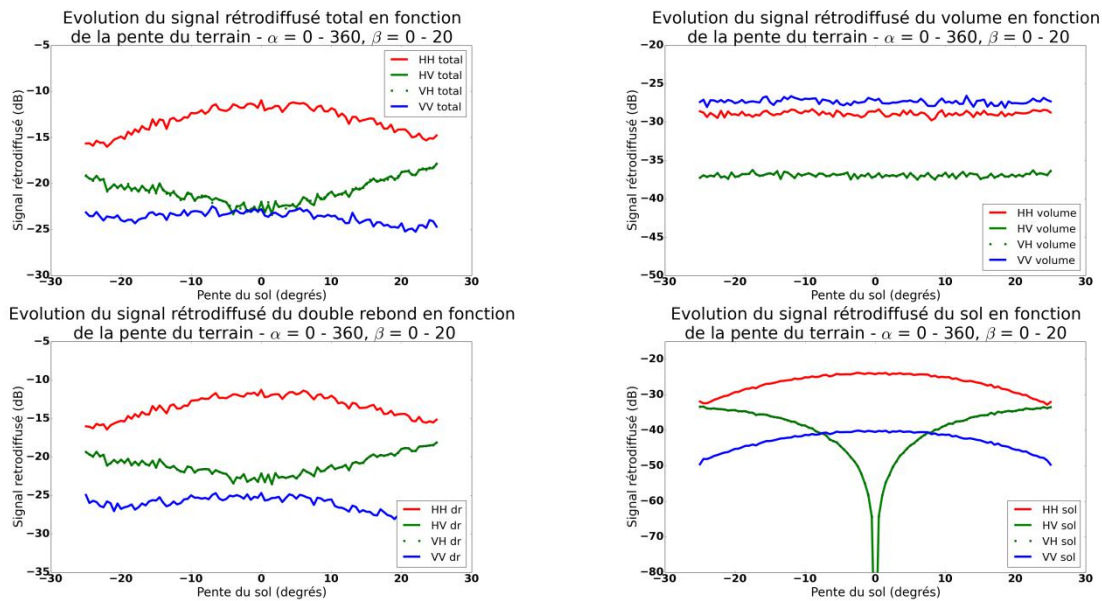 Evolution du signal rétrodiffusé total en fonction
de la pente du terrain - α = 0 - 360, β = 0 - 20
Signal rétrodiffusé (dB)
−5
−10
−15
−20
−25
−30
HH total
HV total
VH total
VV total
−30
−20
−10
0
10
20
30
Pente du sol (degrés)
Evolution du signal rétrodiffusé du volume en fonction
de la pente du terrain - α = 0 - 360, β = 0 - 20
Signal rétrodiffusé (dB)
−20
−25
−30
−35
−40
−45
−50
HH volume
HV volume
VH volume
VV volume
−30
−20
−10
0
10
20
30
Pente du sol (degrés)
Evolution du signal rétrodiffusé du double rebond en fonction
de la pente du terrain - α = 0 - 360, β = 0 - 20
Signal rétrodiffusé (dB)
−5
−10
−15
−20
−25
−30
−35
HH dr
HV dr
VH dr
VV dr
−30
−20
−10
0
10
20
30
Pente du sol (degrés)
Evolution du signal rétrodiffusé du sol en fonction
de la pente du terrain - α = 0 - 360, β = 0 - 20
Signal rétrodiffusé (dB)
−20
−30
−40
−50
−60
−70
−80
HH sol
HV sol
VH sol
VV sol
−30
−20
−10
0
10
20
30
Pente du sol (degrés)